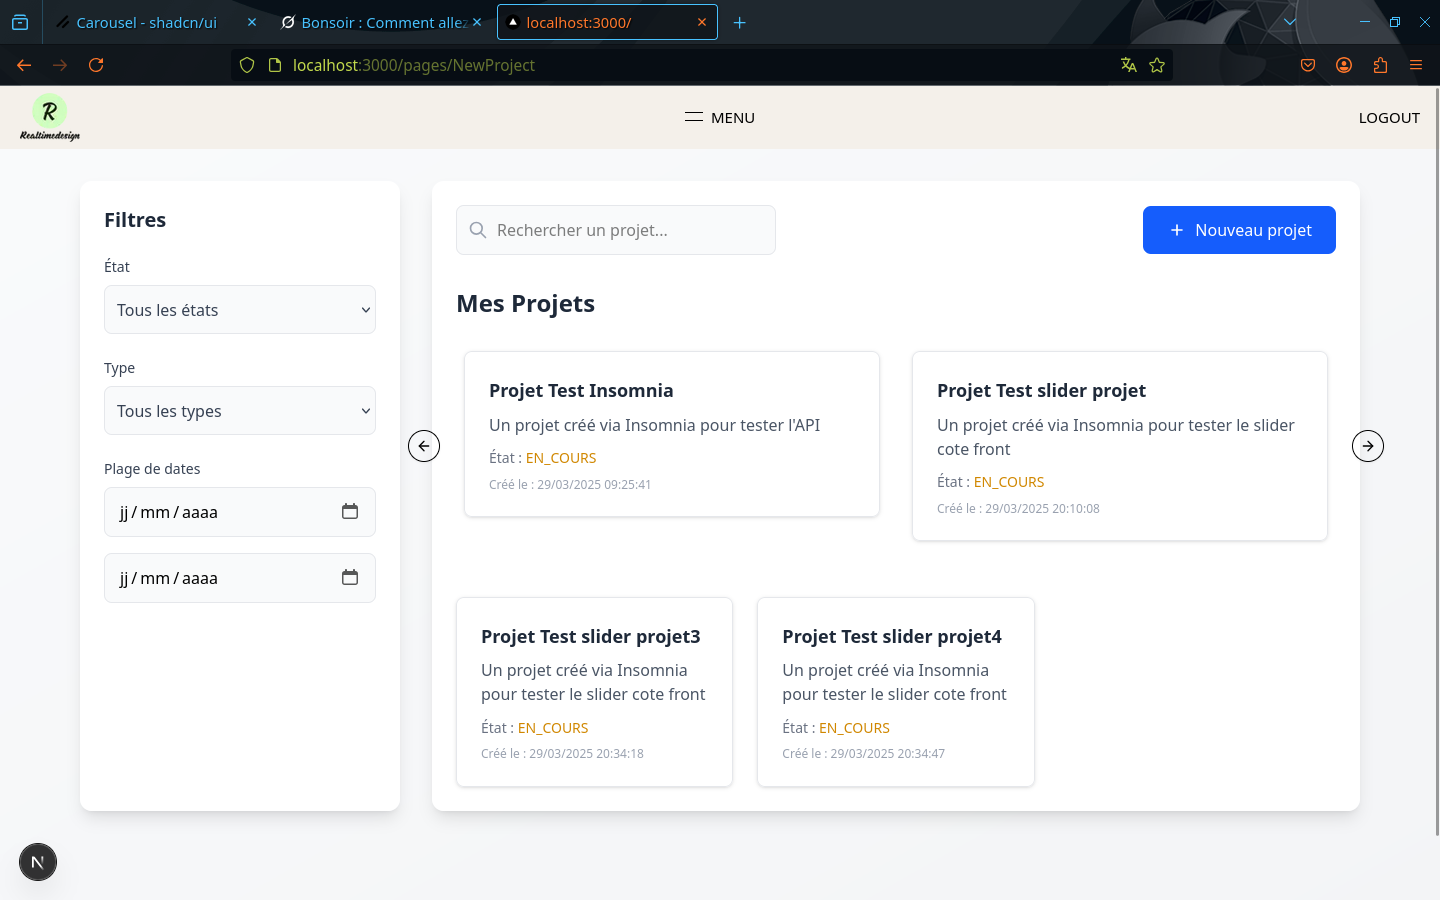 Carousel - shadcn/ui
Bonsoir : Comment allez
localhost:3000/
localhost:3000/pages/NewProject
R
Realtimedesign
MENU
LOGOUT
Filtres
État
Tous les états
Type
Tous les types
Plage de dates
jj / mm / aaaa
jj / mm / aaaa
Rechercher un projet...
+ Nouveau projet
Mes Projets
Projet Test Insomnia
Un projet créé via Insomnia pour tester l'API
État : EN_COURS
Créé le : 29/03/2025 09:25:41
Projet Test slider projet
Un projet créé via Insomnia pour tester le slider
cote front
État : EN_COURS
Créé le : 29/03/2025 20:10:08
Projet Test slider projet3
Un projet créé via Insomnia
pour tester le slider cote front
État : EN_COURS
Créé le : 29/03/2025 20:34:18
Projet Test slider projet4
Un projet créé via Insomnia
pour tester le slider cote front
État : EN_COURS
Créé le : 29/03/2025 20:34:47
N